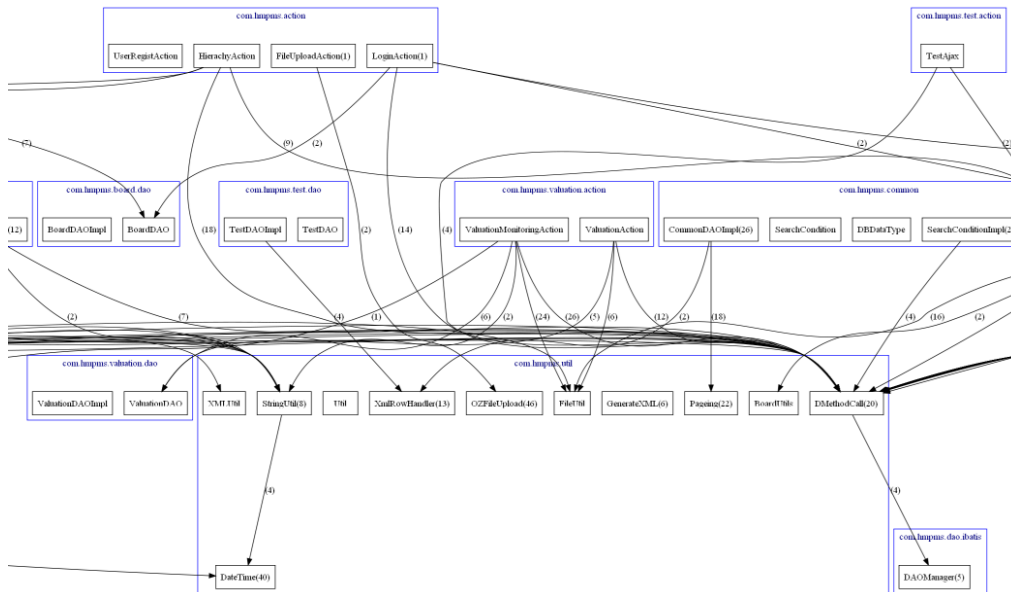 com.hmpms.action
com.hmpms.test.action
UserRegistAction
HierachyAction
FileUploadAction(1)
LoginAction(1)
TestAjax
(7)
(9)
(2)
(2)
(2)
com.hmpms.board.dao
com.hmpms.test.dao
com.hmpms.valuation.action
com.hmpms.common
(12)
BoardDAOImpl
BoardDAO
(18)
TestDAOImpl
TestDAO
(2)
(14)
(4)
ValuationMonitoringAction
ValuationAction
CommonDAOImpl(26)
SearchCondition
DBDataType
SearchConditionImpl(2
(2)
(7)
(4)
(1)
(6)
(2)
(24)
(26)
(5)
(6)
(12)
(2)
(18)
(4)
(16)
(2)
com.hmpms.valuation.dao
com.hmpms.util
ValuationDAOImpl
ValuationDAO
XMLUtil
StringUtil(8)
Util
XmlRowHandler(13)
OZFileUpload(46)
FileUtil
GenerateXML(6)
Pageing(22)
BoardUtils
DMethodCall(20)
(4)
(4)
com.hmpms.dao.ibatis
DateTime(40)
DAOManager(5)